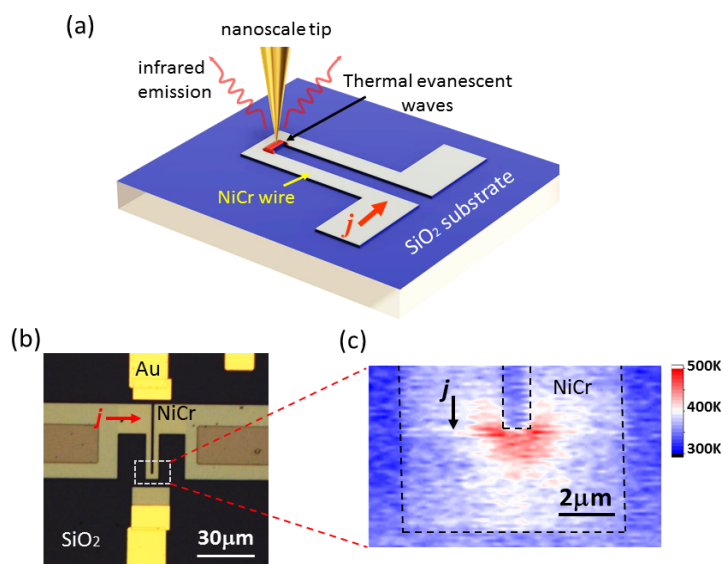 (a)
nanoscale tip
infrared
emission
Thermal evanescent
waves
NiCr wire
j
SiO₂ substrate
(b)
Au
j
NiCr
SiO₂
30μm
(c)
j
NiCr
2μm
500K
400K
300K